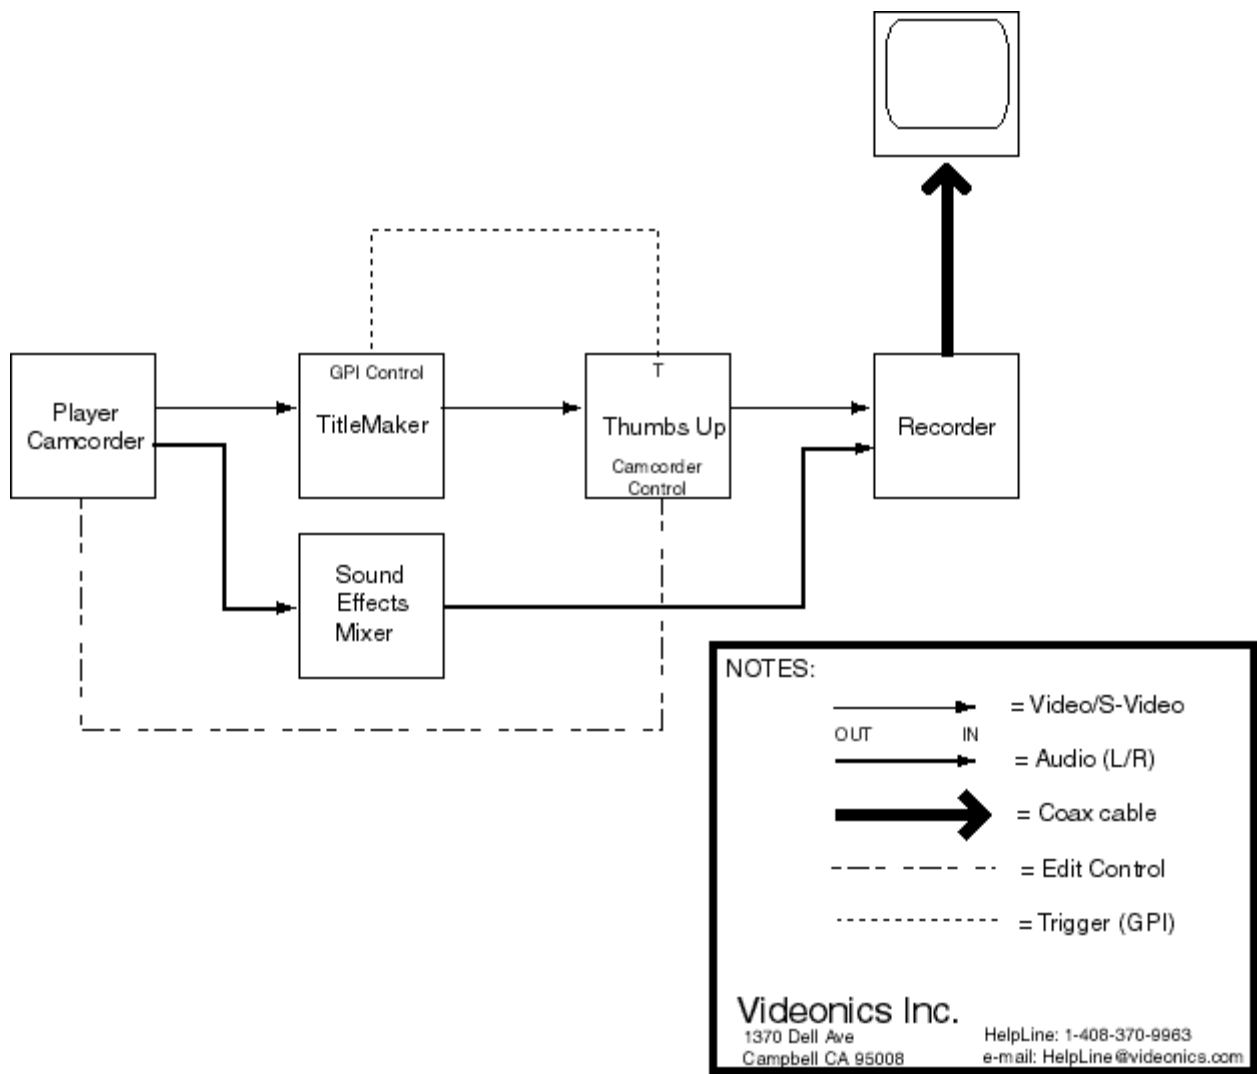 Player
Camcorder
GPI Control
TitleMaker
T
Thumbs Up
Camcorder
Control
Recorder
Sound
Effects
Mixer
NOTES:
= Video/S-Video
OUT IN
= Audio (L/R)
= Coax cable
= Edit Control
= Trigger (GPI)
Videonics Inc.
1370 Dell Ave
Campbell CA 95008
HelpLine: 1-408-370-9963
e-mail: HelpLine@videonics.com